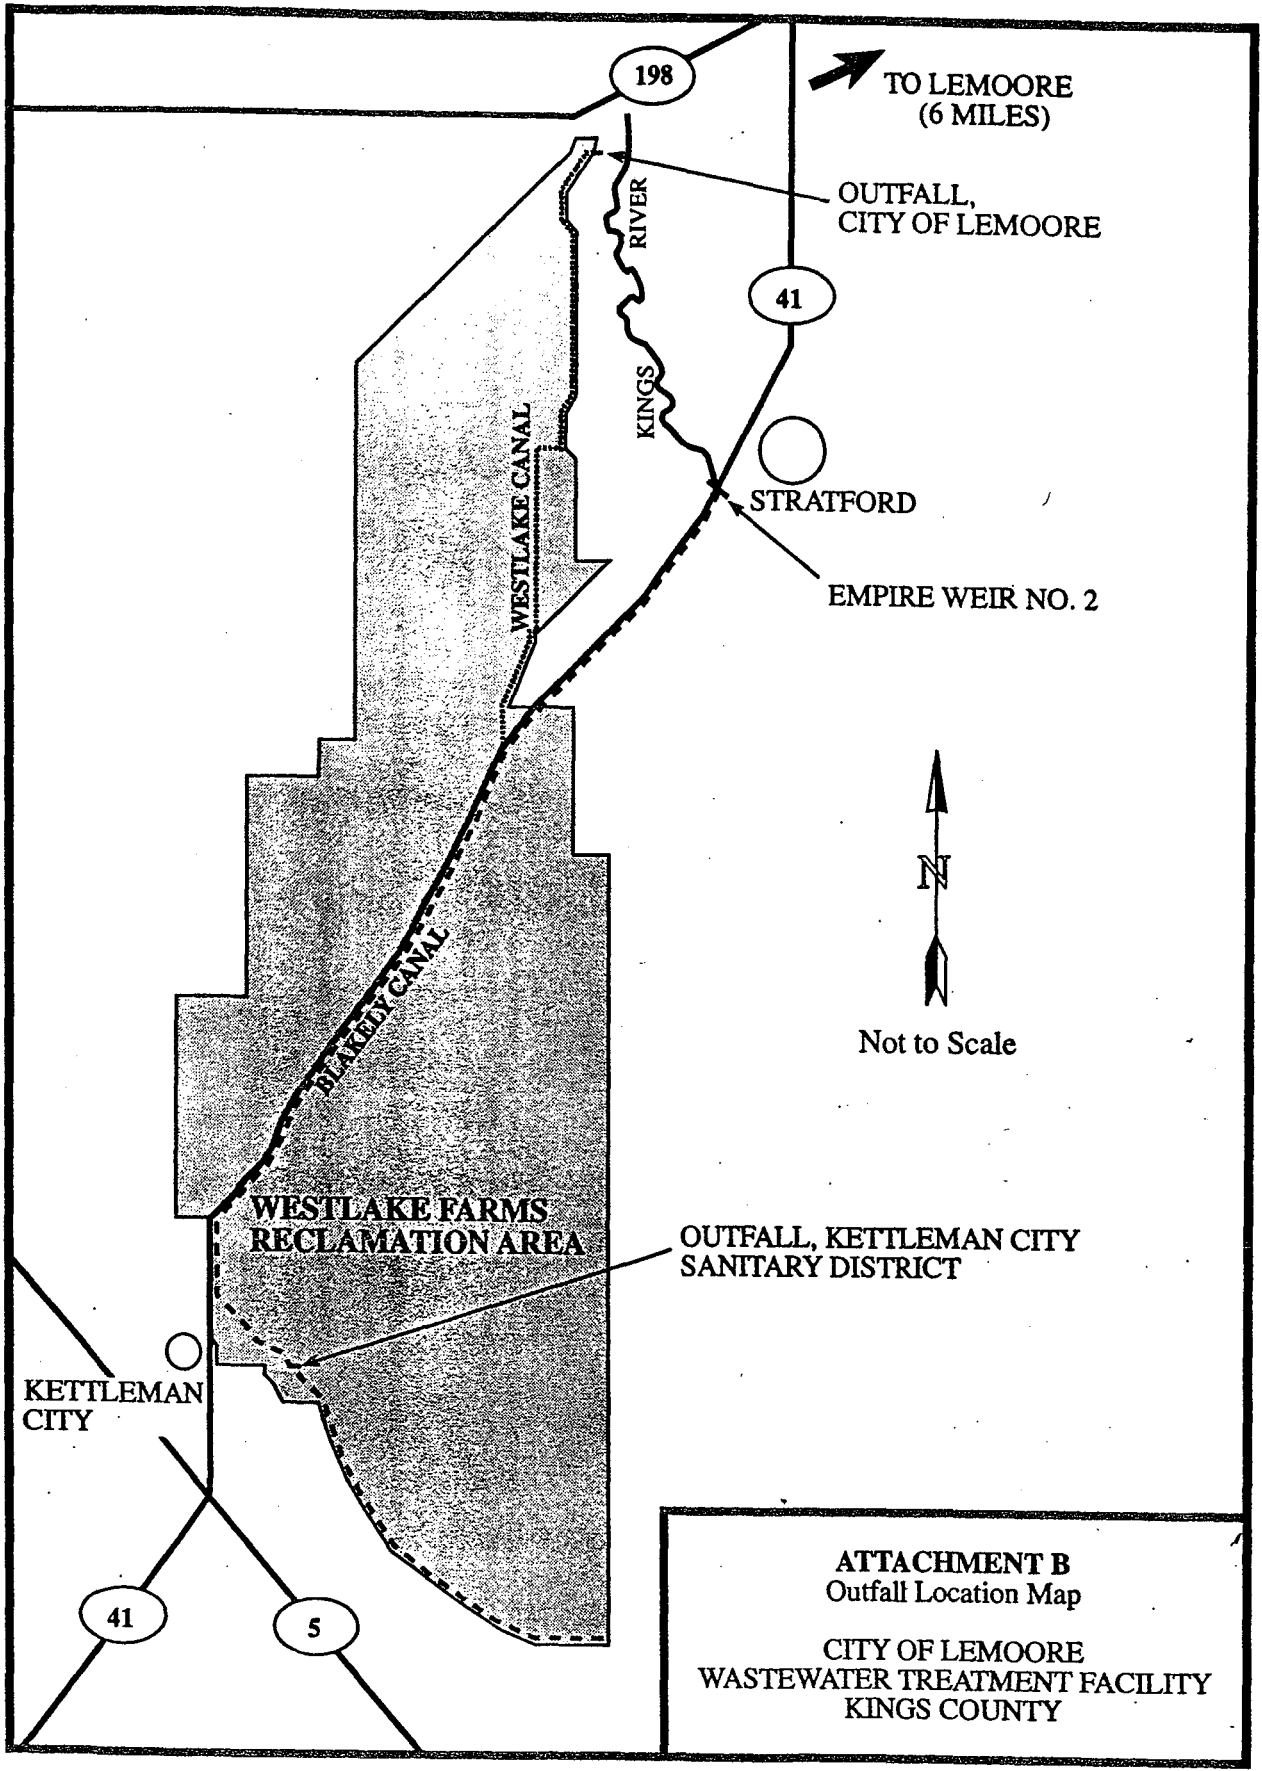 198
TO LEMOORE
(6 MILES)
OUTFALL,
CITY OF LEMOORE
RIVER
41
KINGS
WESTLAKE CANAL
STRATFORD
EMPIRE WEIR NO. 2
N
BLAKELY CANAL
Not to Scale
WESTLAKE FARMS
RECLAMATION AREA
OUTFALL, KETTLEMAN CITY
SANITARY DISTRICT
KETTLEMAN
CITY
41
5
ATTACHMENT B
Outfall Location Map
CITY OF LEMOORE
WASTEWATER TREATMENT FACILITY
KINGS COUNTY